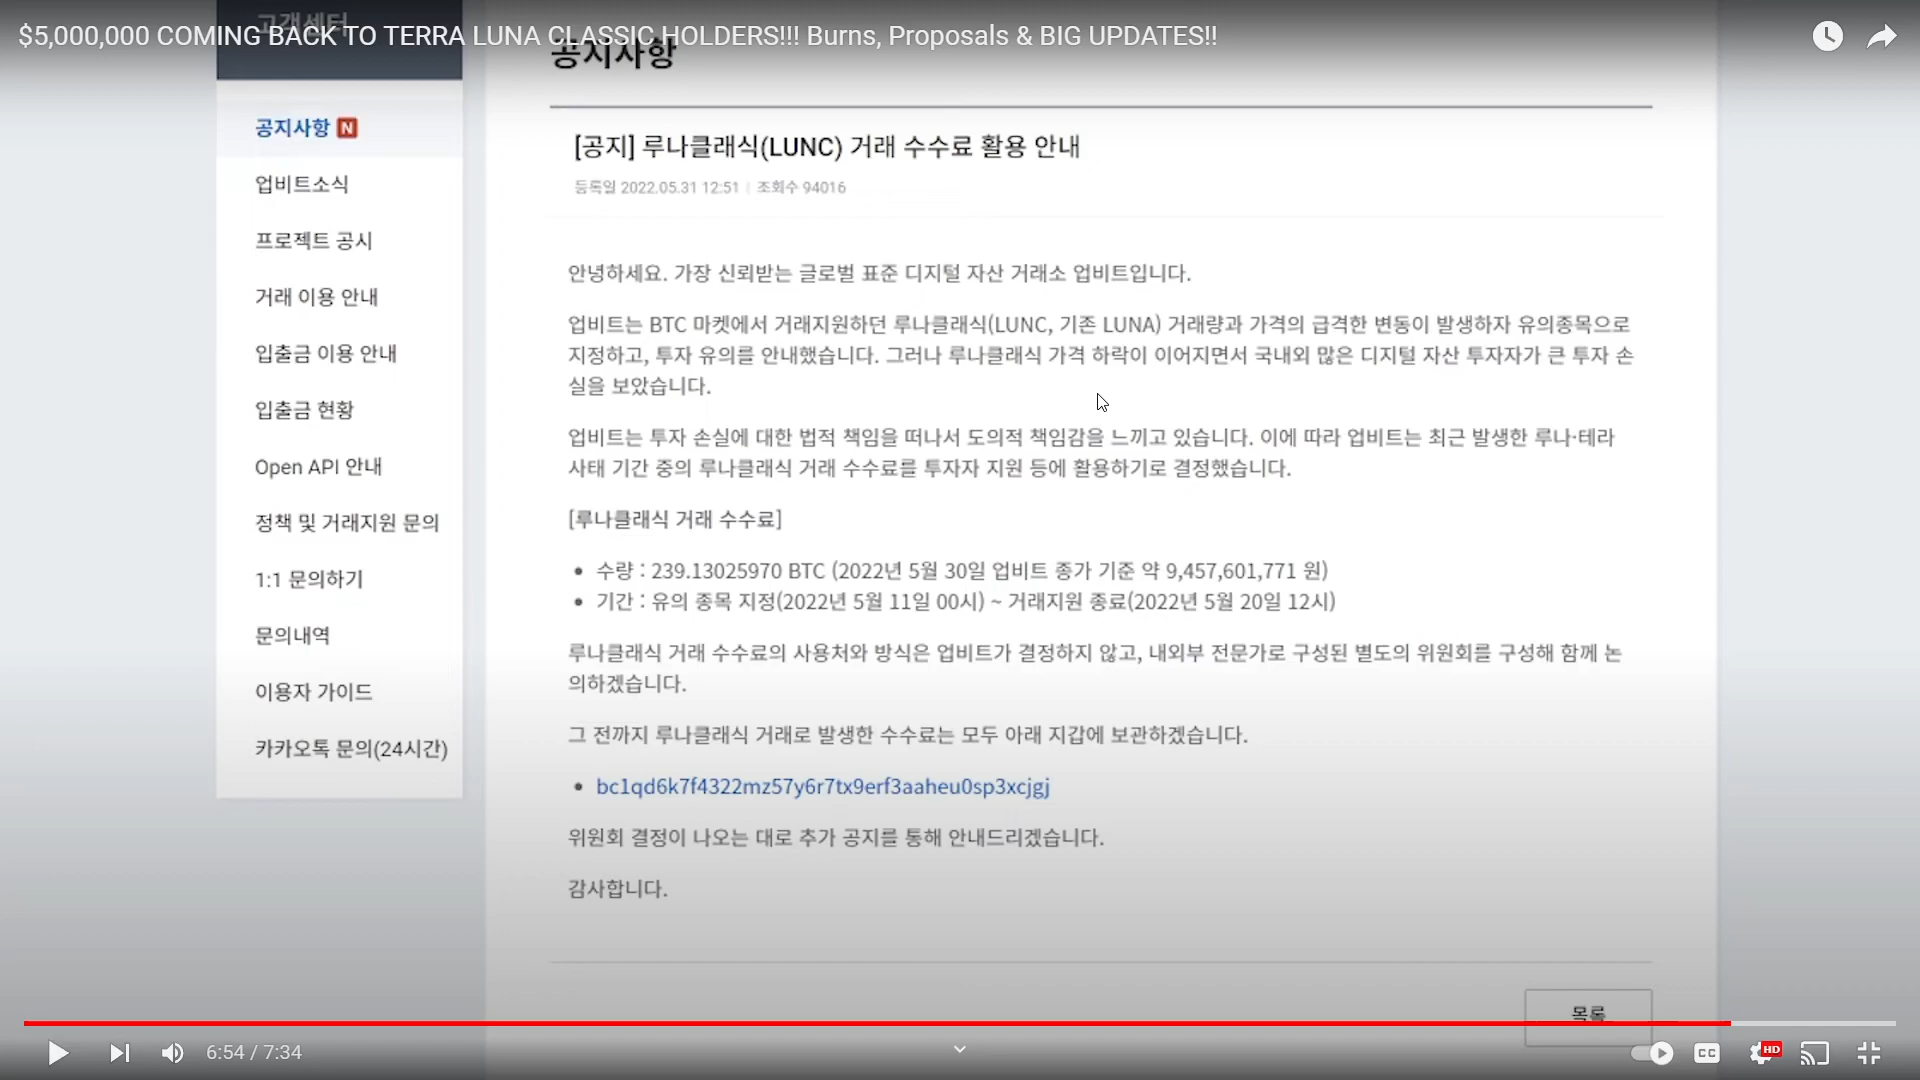 고객센터
$5,000,000 COMING BACK TO TERRA LUNA CLASSIC HOLDERS!!! Burns, Proposals & BIG UPDATES!!
공지사항
공지사항 N
업비트소식
프로젝트 공시
거래 이용 안내
입출금 이용 안내
입출금 현황
Open API 안내
정책 및 거래지원 문의
1:1 문의하기
문의내역
이용자 가이드
카카오톡 문의(24시간)
[공지] 루나클래식(LUNC) 거래 수수료 활용 안내
등록일 2022.05.31 12:51 | 조회수 94016
안녕하세요. 가장 신뢰받는 글로벌 표준 디지털 자산 거래소 업비트입니다.
업비트는 BTC 마켓에서 거래지원하던 루나클래식(LUNC, 기존 LUNA) 거래량과 가격의 급격한 변동이 발생하자 유의종목으로
지정하고, 투자 유의를 안내했습니다. 그러나 루나클래식 가격 하락이 이어지면서 국내외 많은 디지털 자산 투자자가 큰 투자 손
실을 보았습니다.
업비트는 투자 손실에 대한 법적 책임을 떠나서 도의적 책임감을 느끼고 있습니다. 이에 따라 업비트는 최근 발생한 루나·테라
사태 기간 중의 루나클래식 거래 수수료를 투자자 지원 등에 활용하기로 결정했습니다.
[루나클래식 거래 수수료]
• 수량 : 239.13025970 BTC (2022년 5월 30일 업비트 종가 기준 약 9,457,601,771 원)
• 기간 : 유의 종목 지정(2022년 5월 11일 00시) ~ 거래지원 종료(2022년 5월 20일 12시)
루나클래식 거래 수수료의 사용처와 방식은 업비트가 결정하지 않고, 내외부 전문가로 구성된 별도의 위원회를 구성해 함께 논
의하겠습니다.
그 전까지 루나클래식 거래로 발생한 수수료는 모두 아래 지갑에 보관하겠습니다.
• bc1qd6k7f4322mz57y6r7tx9erf3aaheu0sp3xcjgj
위원회 결정이 나오는 대로 추가 공지를 통해 안내드리겠습니다.
감사합니다.
목록
6:54 / 7:34
CC
HD